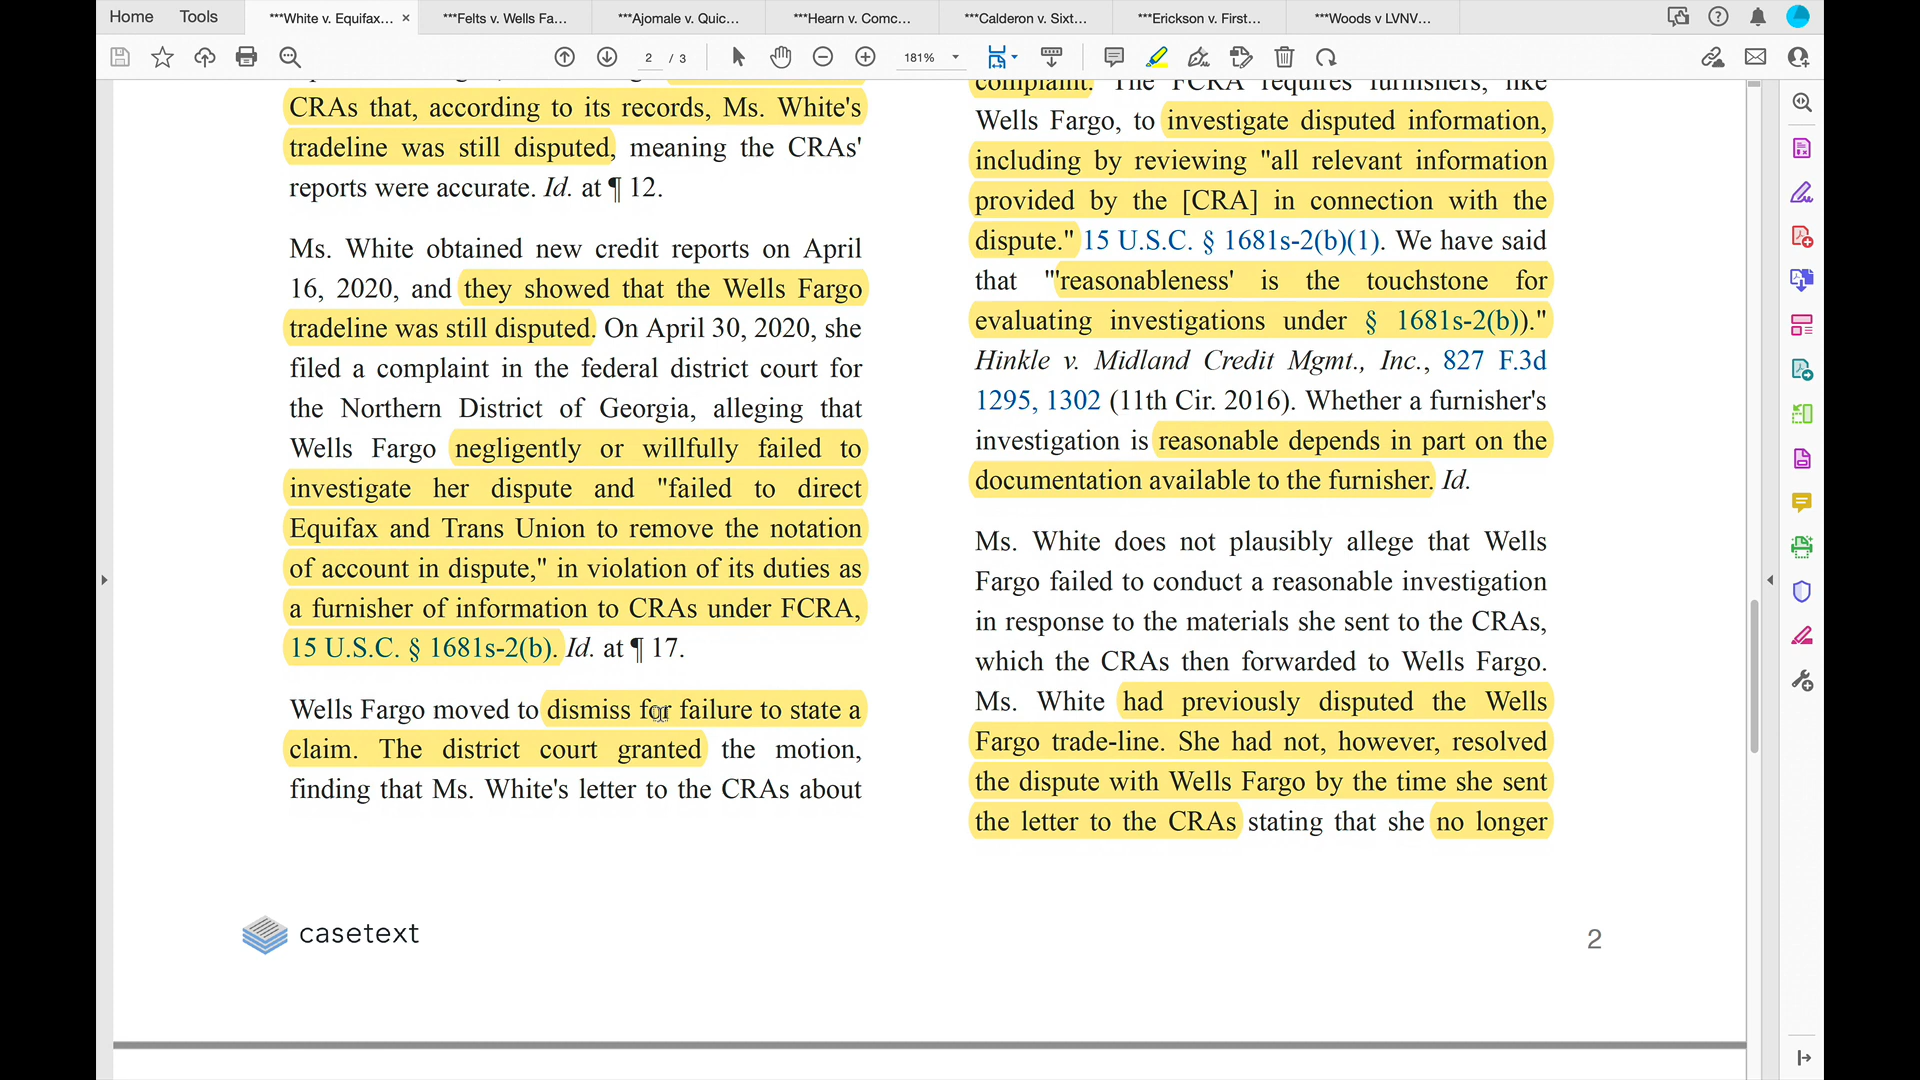 Home
Tools
***White v. Equifax...
×
***Felts v. Wells Fa...
***Ajomale v. Quic...
***Hearn v. Comc...
***Calderon v. Sixt...
***Erickson v. First...
***Woods v LVNV...
2 / 3
181%
CRAs that, according to its records, Ms. White's
tradeline was still disputed, meaning the CRAs'
reports were accurate. Id. at ¶ 12.
Ms. White obtained new credit reports on April
16, 2020, and they showed that the Wells Fargo
tradeline was still disputed. On April 30, 2020, she
filed a complaint in the federal district court for
the Northern District of Georgia, alleging that
Wells Fargo negligently or willfully failed to
investigate her dispute and "failed to direct
Equifax and Trans Union to remove the notation
of account in dispute," in violation of its duties as
a furnisher of information to CRAs under FCRA,
15 U.S.C. § 1681s-2(b). Id. at ¶ 17.
Wells Fargo moved to dismiss for failure to state a
claim. The district court granted the motion,
finding that Ms. White's letter to the CRAs about
complaint. The FCRA requires furnishers, like
Wells Fargo, to investigate disputed information,
including by reviewing "all relevant information
provided by the [CRA] in connection with the
dispute." 15 U.S.C. § 1681s-2(b)(1). We have said
that "'reasonableness' is the touchstone for
evaluating investigations under § 1681s-2(b))."
Hinkle v. Midland Credit Mgmt., Inc., 827 F.3d
1295, 1302 (11th Cir. 2016). Whether a furnisher's
investigation is reasonable depends in part on the
documentation available to the furnisher. Id.
Ms. White does not plausibly allege that Wells
Fargo failed to conduct a reasonable investigation
in response to the materials she sent to the CRAs,
which the CRAs then forwarded to Wells Fargo.
Ms. White had previously disputed the Wells
Fargo trade-line. She had not, however, resolved
the dispute with Wells Fargo by the time she sent
the letter to the CRAs stating that she no longer
casetext
2